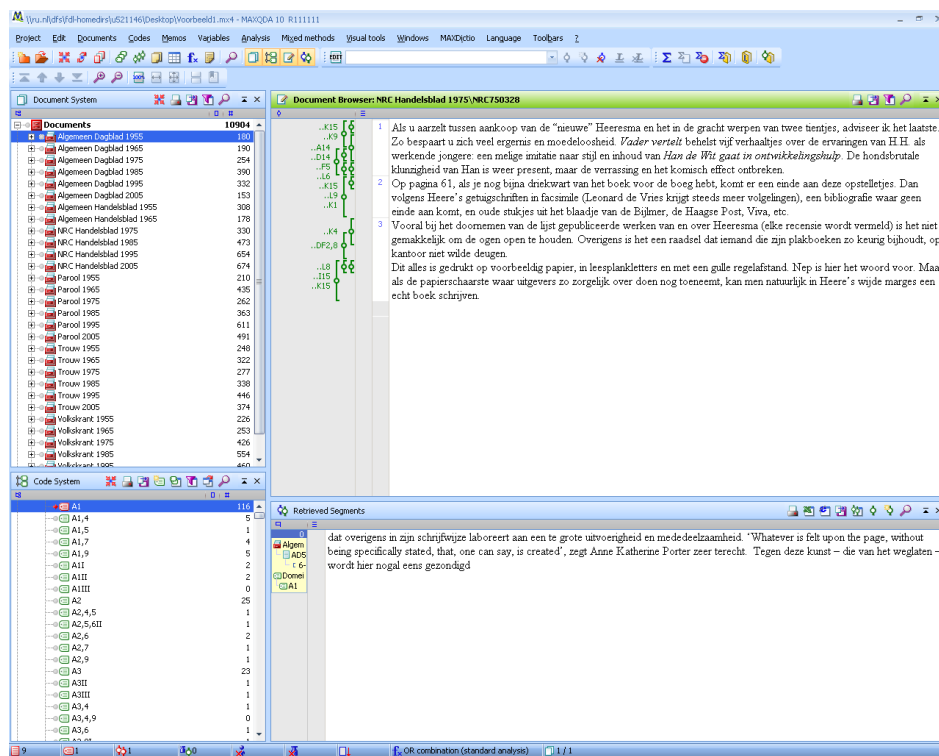 \\ru.nl\dfs\fdl-homedirs\u521146\Desktop\Voorbeeld1.mx4 - MAXQDA 10 R111111
Project Edit Documents Codes Memos Variables Analysis Mixed methods Visual tools Windows MAXDictio Language Toolbars ?
Document System
Documents 10904
Algemeen Dagblad 1955 180
Algemeen Dagblad 1965 190
Algemeen Dagblad 1975 254
Algemeen Dagblad 1985 390
Algemeen Dagblad 1995 332
Algemeen Dagblad 2005 153
Algemeen Handelsblad 1955 308
Algemeen Handelsblad 1965 178
NRC Handelsblad 1975 330
NRC Handelsblad 1985 473
NRC Handelsblad 1995 654
NRC Handelsblad 2005 674
Parool 1955 210
Parool 1965 435
Parool 1975 262
Parool 1985 363
Parool 1995 611
Parool 2005 491
Trouw 1955 248
Trouw 1965 322
Trouw 1975 277
Trouw 1985 338
Trouw 1995 446
Trouw 2005 374
Volkskrant 1955 226
Volkskrant 1965 253
Volkskrant 1975 426
Volkskrant 1985 554
Volkskrant 1995 460
Code System
A1 116
A1,4 5
A1,5 1
A1,7 4
A1,9 5
A1I 2
A1II 2
A1III 0
A2 25
A2,4,5 1
A2,5,6II 1
A2,6 2
A2,7 1
A2,9 1
A3 23
A3II 1
A3III 1
A3,4 1
A3,4,9 0
A3,6 1
Document Browser: NRC Handelsblad 1975\NRC750328
..K15
..K9
..A14
..D14
..F5
..L6
..K15
..L9
..K1
..K4
..DF2,8
..L8
..I15
..K15
1 Als u aarzelt tussen aankoop van de “nieuwe” Heeresma en het in de gracht werpen van twee tientjes, adviseer ik het laatste.
Zo bespaart u zich veel ergernis en moedeloosheid. Vader vertelt behelst vijf verhaaltjes over de ervaringen van H.H. als
werkende jongere: een melige imitatie naar stijl en inhoud van Han de Wit gaat in ontwikkelingshulp. De hondsbrutale
klunzigheid van Han is weer present, maar de verrassing en het komisch effect ontbreken.
2 Op pagina 61, als je nog bijna driekwart van het boek voor de boeg hebt, komt er een einde aan deze opstelletjes. Dan
volgens Heere’s getuigschriften in facsimile (Leonard de Vries krijgt steeds meer volgelingen), een bibliografie waar geen
einde aan komt, en oude stukjes uit het blaadje van de Bijlmer, de Haagse Post, Viva, etc.
3 Vooral bij het doornemen van de lijst gepubliceerde werken van en over Heeresma (elke recensie wordt vermeld) is het niet
gemakkelijk om de ogen open te houden. Overigens is het een raadsel dat iemand die zijn plakboeken zo keurig bijhoudt, op
kantoor niet wilde deugen.
Dit alles is gedrukt op voorbeeldig papier, in leesplankletters en met een gulle regelafstand. Nep is hier het woord voor. Maa
als de papierschaarste waar uitgevers zo zorgelijk over doen nog toeneemt, kan men natuurlijk in Heere’s wijde marges een
echt boek schrijven.
Retrieved Segments
0
Algem
AD5
6-
Domei
A1
dat overigens in zijn schrijfwijze laboreert aan een te grote uitvoerigheid en mededeelzaamheid. ‘Whatever is felt upon the page, without
being specifically stated, that, one can say, is created’, zegt Anne Katherine Porter zeer terecht. Tegen deze kunst – die van het weglaten –
wordt hier nogal eens gezondigd
9 1 1 0 OR combination (standard analysis) 1 / 1